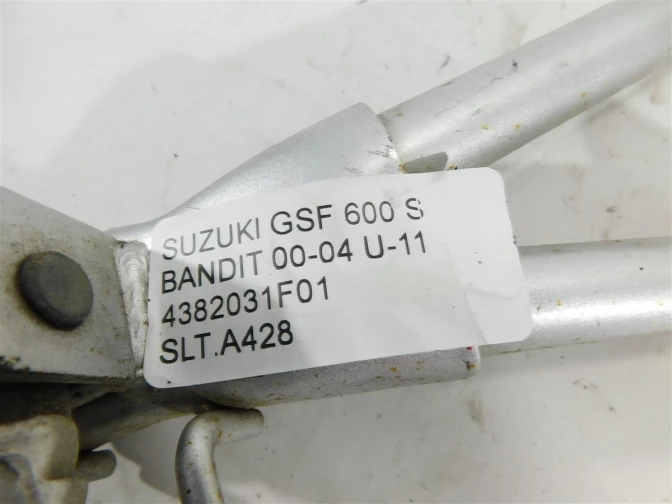 SUZUKI GSF 600 S
BANDIT 00-04 U-11
4382031F01
SLT.A428